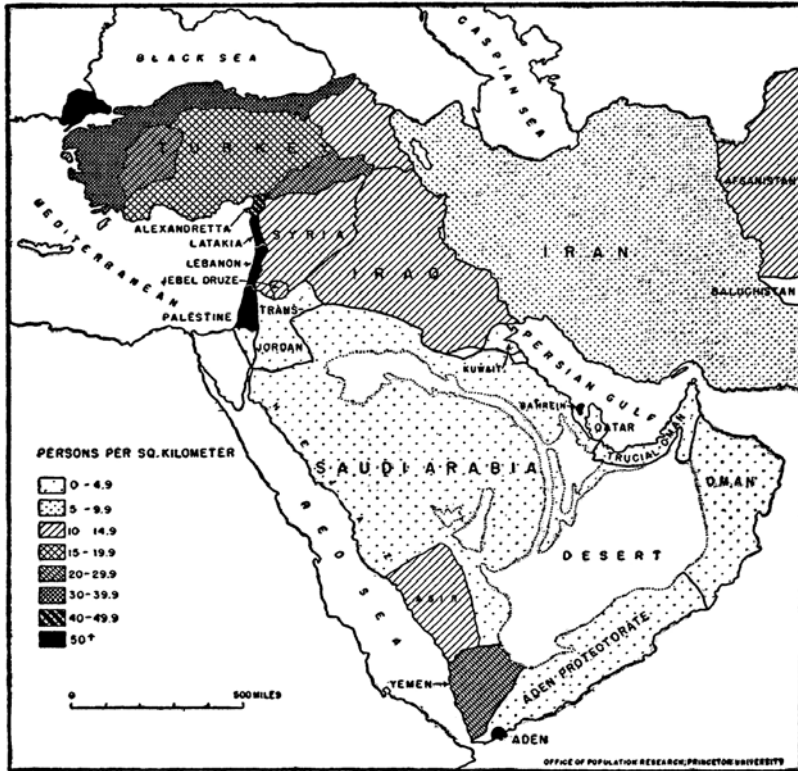 BLACK SEA
CASPIAN SEA
TURKE
AFGANISTAN
MEDITERRANEAN
ALEXANDRETTA
LATAKIA
SYRIA
LEBANON
IRAQ
IRAN
JEBEL DRUZE
BALUCHISTAN
PALESTINE
TRANS-
JORDAN
KUWAIT
PERSIAN GULF
BAHREIN
QATAR
TRUCIAL OMAN
PERSONS PER SQ. KILOMETER
0 - 4.9
5 - 9.9
10 14.9
15 - 19.9
20 - 29.9
30 - 39.9
40 - 49.9
50+
SAUDI ARABIA
OMAN
RED SEA
DESERT
ASIR
ADEN PROTECTORATE
YEMEN
0 500 MILES
ADEN
OFFICE OF POPULATION RESEARCH, PRINCETON UNIVERSITY